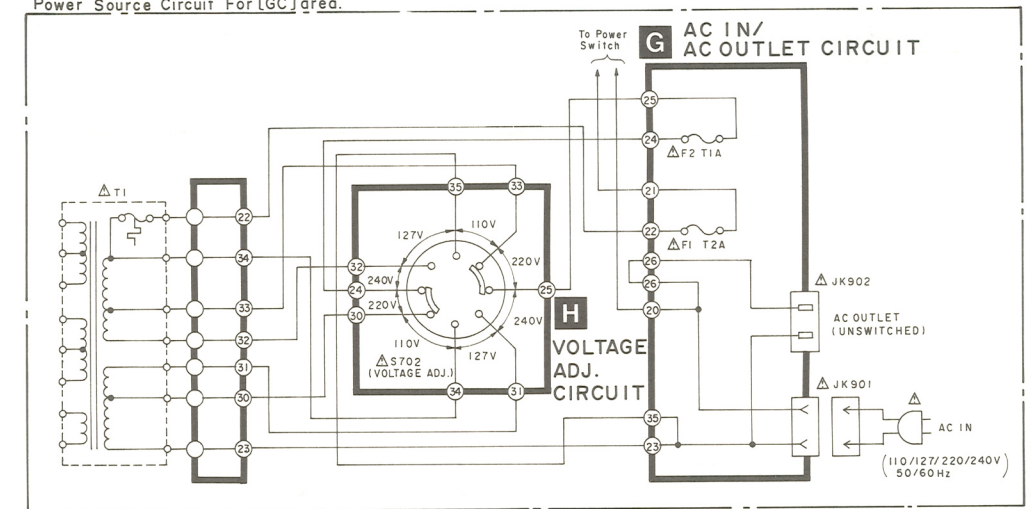 Power Source Circuit For [GC] area.
To Power
Switch
G
AC IN/
AC OUTLET CIRCUIT
25
24
⚠F2 T1A
21
22
⚠F1 T2A
26
26
20
⚠ JK902
AC OUTLET
(UNSWITCHED)
⚠ JK901
35
23
⚠
AC IN
(110/127/220/240V
50/60Hz)
⚠ T1
22
34
33
32
31
30
23
35
33
32
24
30
25
34
31
127V
110V
240V
220V
220V
240V
110V
127V
⚠S702
(VOLTAGE ADJ.)
H
VOLTAGE
ADJ.
CIRCUIT